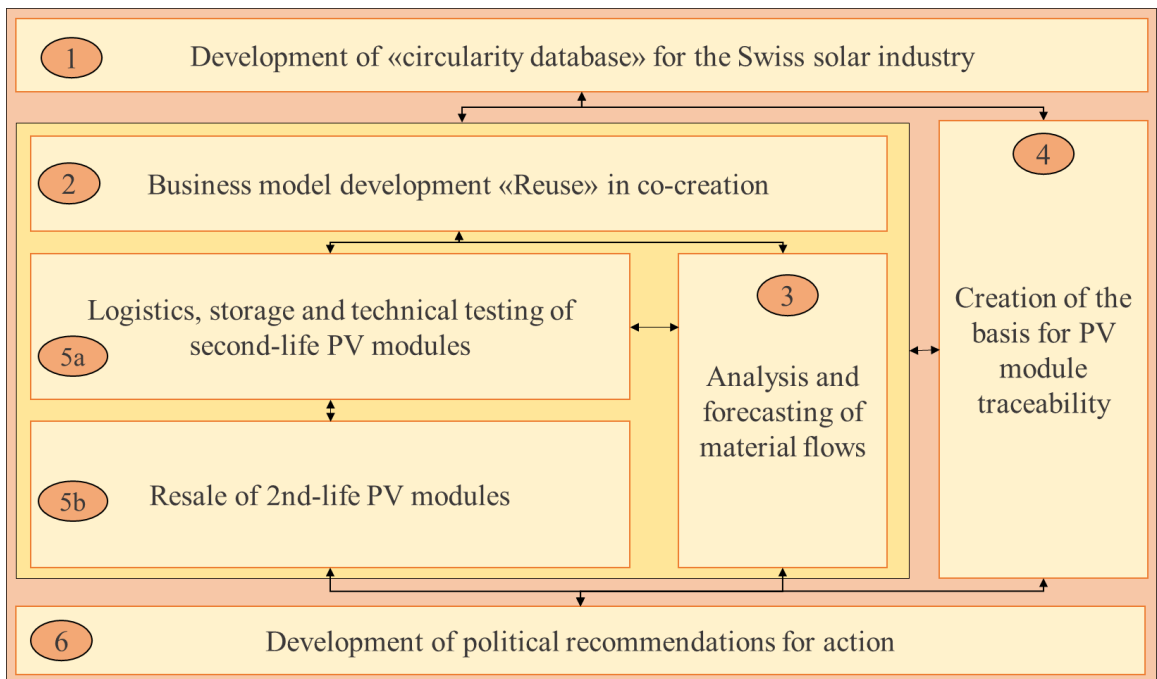 1
Development of «circularity database» for the Swiss solar industry
2
Business model development «Reuse» in co-creation
Logistics, storage and technical testing of
second-life PV modules
5a
5b
Resale of 2nd-life PV modules
3
Analysis and
forecasting of
material flows
4
Creation of the
basis for PV
module
traceability
6
Development of political recommendations for action